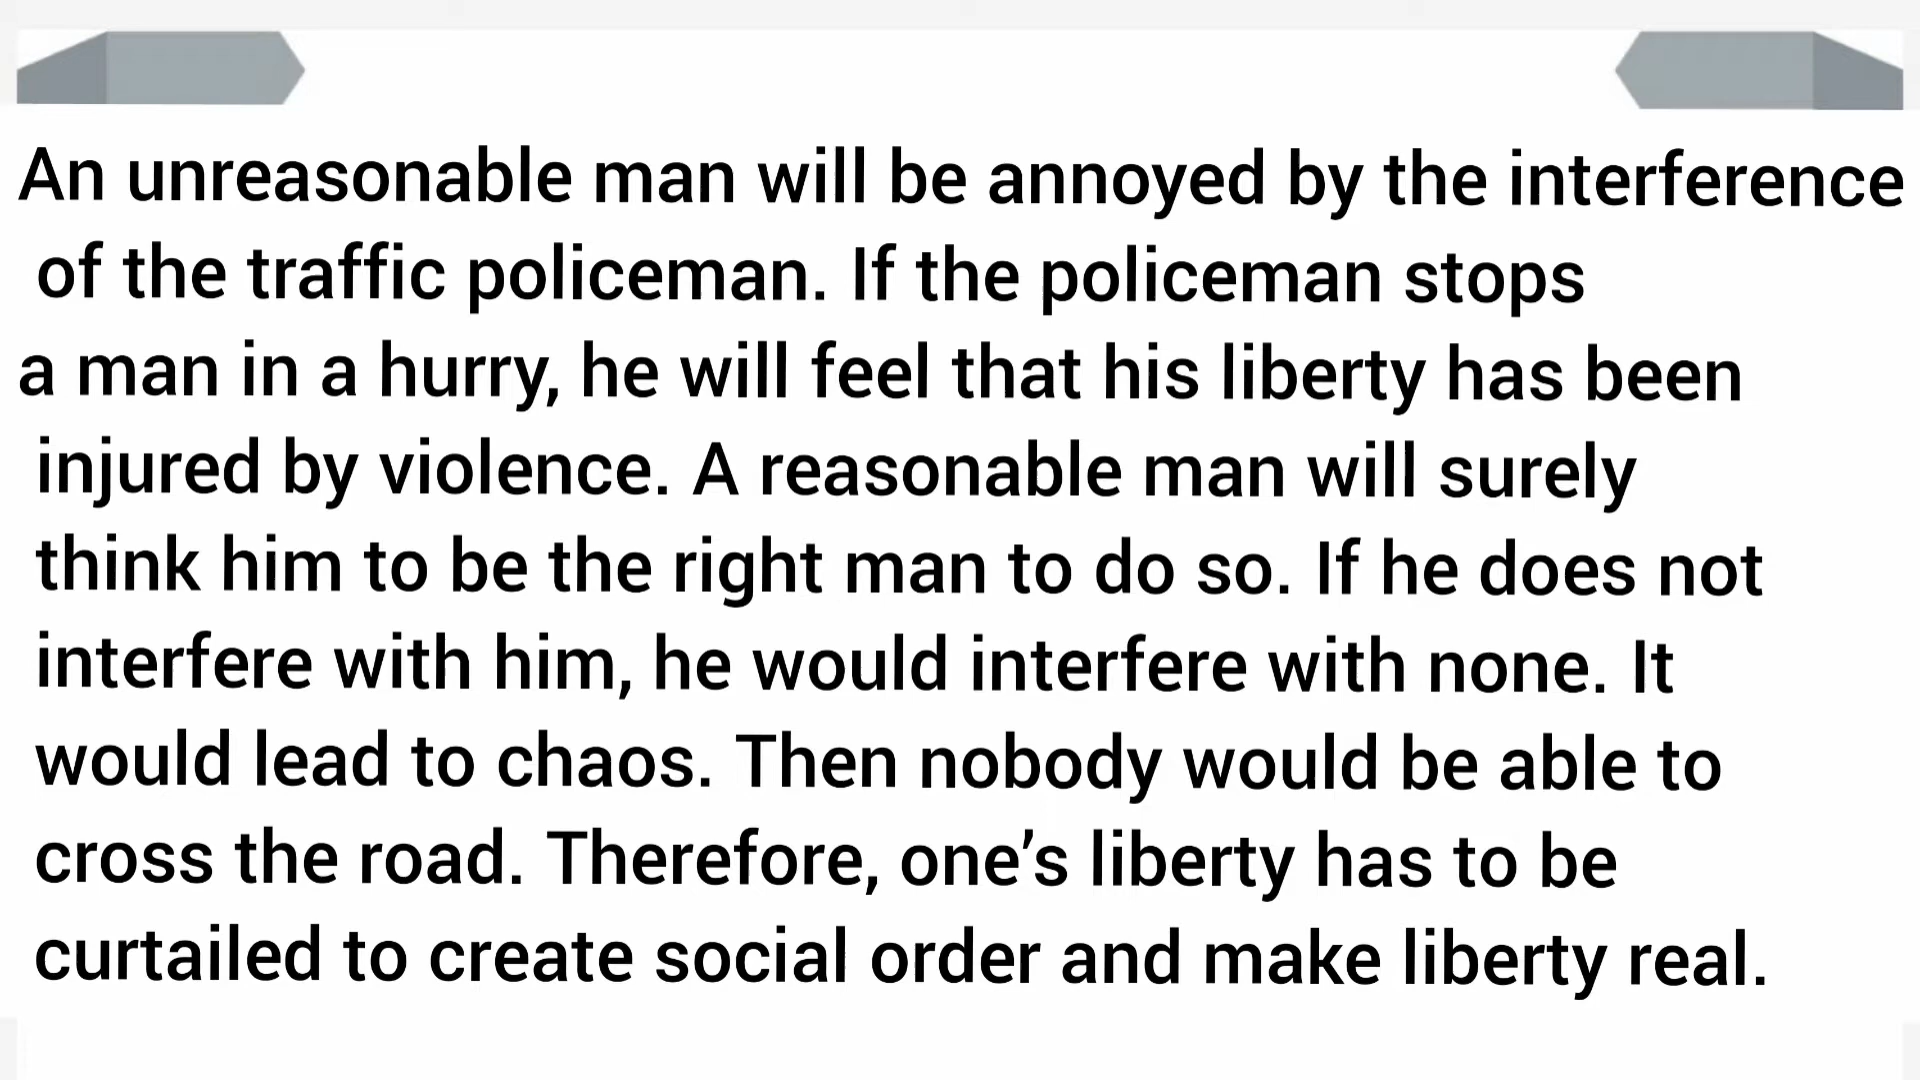 An unreasonable man will be annoyed by the interference
of the traffic policeman. If the policeman stops
a man in a hurry, he will feel that his liberty has been
injured by violence. A reasonable man will surely
think him to be the right man to do so. If he does not
interfere with him, he would interfere with none. It
would lead to chaos. Then nobody would be able to
cross the road. Therefore, one’s liberty has to be
curtailed to create social order and make liberty real.